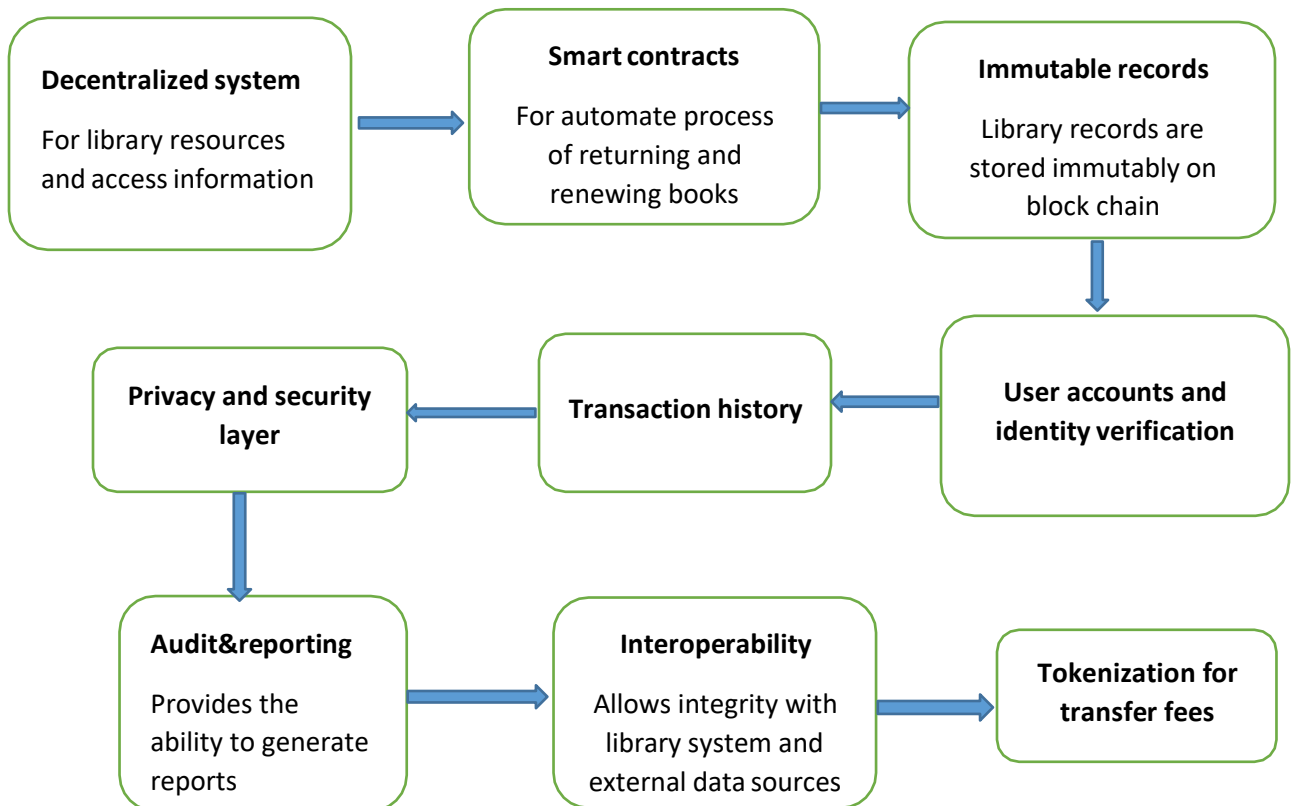 Decentralized system
For library resources
and access information
Smart contracts
For automate process
of returning and
renewing books
Immutable records
Library records are
stored immutably on
block chain
User accounts and
identity verification
Transaction history
Privacy and security
layer
Audit&reporting
Provides the
ability to generate
reports
Interoperability
Allows integrity with
library system and
external data sources
Tokenization for
transfer fees